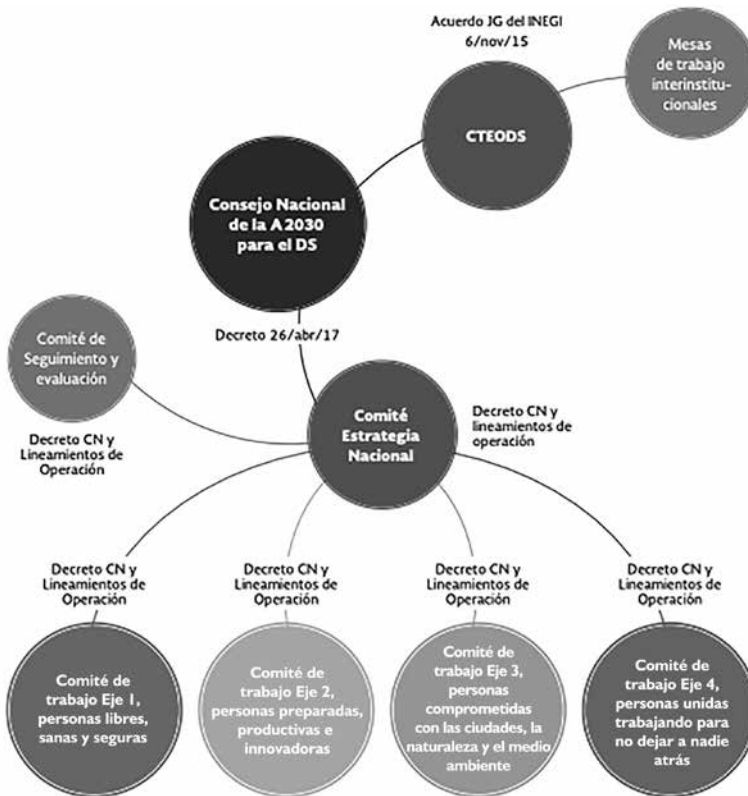 Acuerdo JG del INEGI
6/nov/15
Mesas
de trabajo
interinstitu-
cionales
CTEODS
Consejo Nacional
de la A2030
para el DS
Decreto 26/abr/17
Comité de
Seguimiento y
evaluación
Decreto CN y
Lineamientos de
Operación
Comité
Estrategia
Nacional
Decreto CN y
lineamientos de
operación
Decreto CN y
Lineamientos de
Operación
Decreto CN y
Lineamientos de
Operación
Decreto CN y
Lineamientos de
Operación
Decreto CN y
Lineamientos de
Operación
Comité de
trabajo Eje 1,
personas libres,
sanas y seguras
Comité de
trabajo Eje 2,
personas preparadas,
productivas e
innovadoras
Comité de
trabajo Eje 3,
personas
comprometidas
con las ciudades, la
naturaleza y el medio
ambiente
Comité de
trabajo Eje 4,
personas unidas
trabajando para
no dejar a nadie
atrás